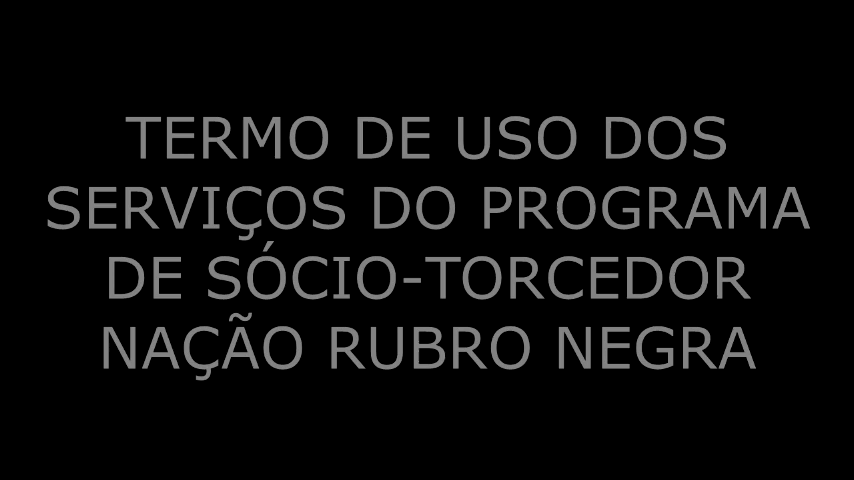 TERMO DE USO DOS
SERVIÇOS DO PROGRAMA
DE SÓCIO-TORCEDOR
NAÇÃO RUBRO NEGRA